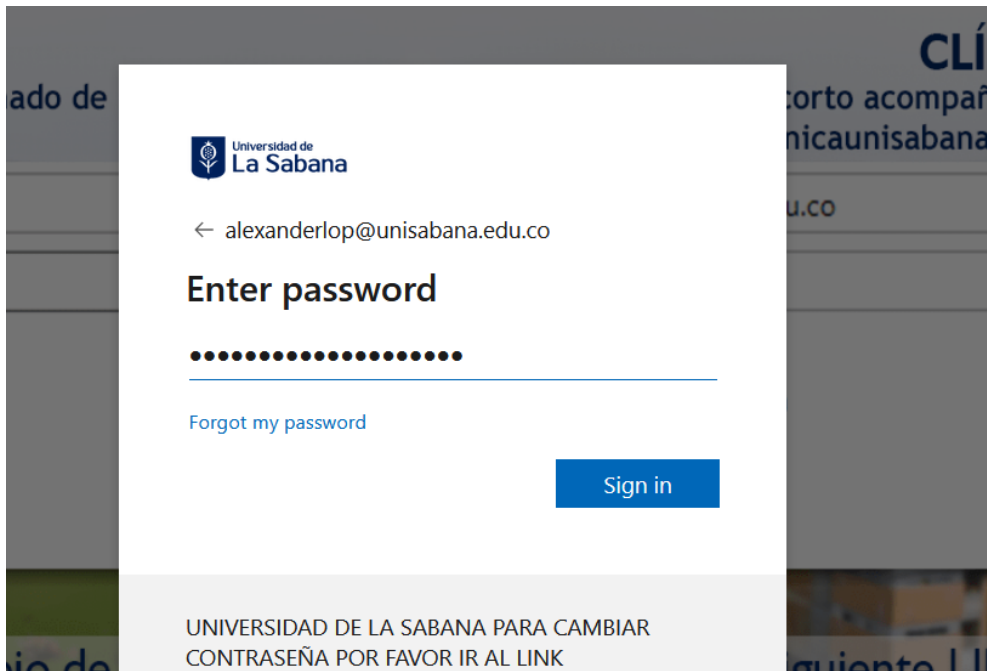 CLÍ
ado de
corto acompañ
nicaunisabana
Universidad de
La Sabana
u.co
← alexanderlop@unisabana.edu.co
Enter password
••••••••••••••••••••
Forgot my password
Sign in
UNIVERSIDAD DE LA SABANA PARA CAMBIAR
CONTRASEÑA POR FAVOR IR AL LINK